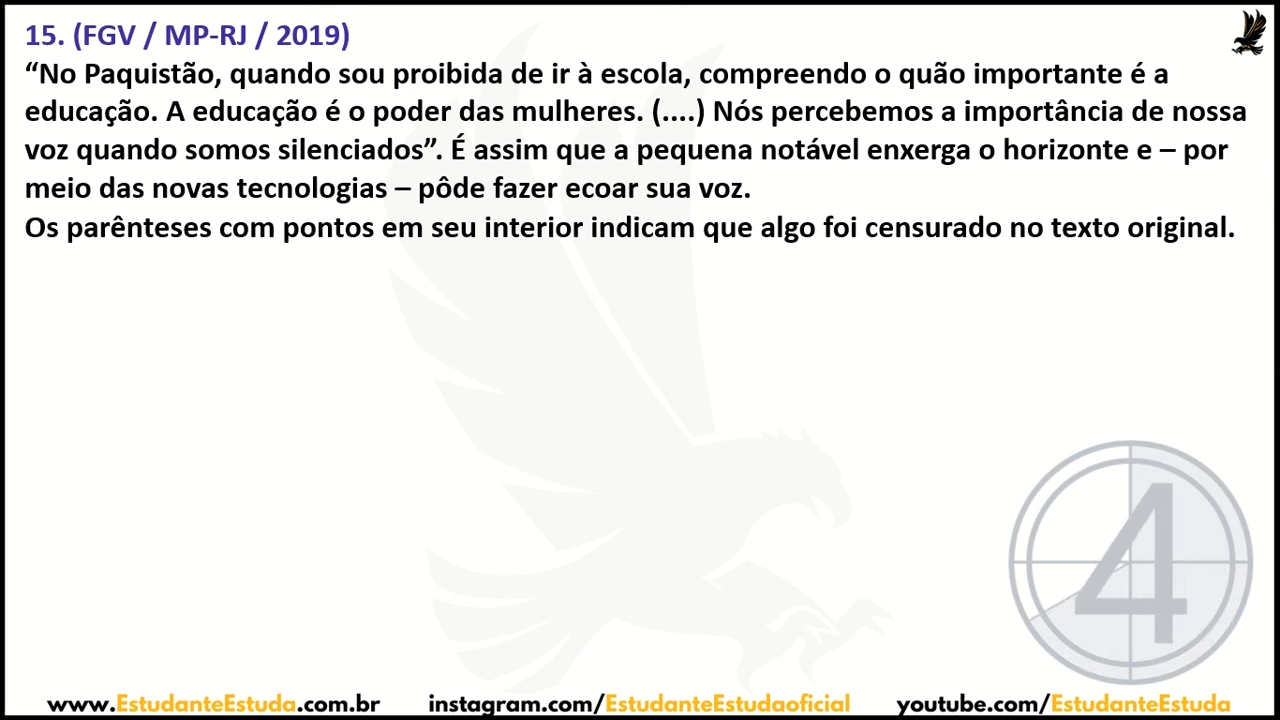 15. (FGV / MP-RJ / 2019)
“No Paquistão, quando sou proibida de ir à escola, compreendo o quão importante é a
educação. A educação é o poder das mulheres. (....) Nós percebemos a importância de nossa
voz quando somos silenciados”. É assim que a pequena notável enxerga o horizonte e – por
meio das novas tecnologias – pôde fazer ecoar sua voz.
Os parênteses com pontos em seu interior indicam que algo foi censurado no texto original.
4
www.EstudanteEstuda.com.br instagram.com/EstudanteEstudaoficial youtube.com/EstudanteEstuda